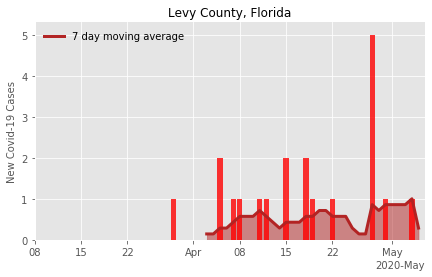 Levy County, Florida
7 day moving average
New Covid-19 Cases
5
4
3
2
1
0
08 15 22 Apr 08 15 22 May
2020-May